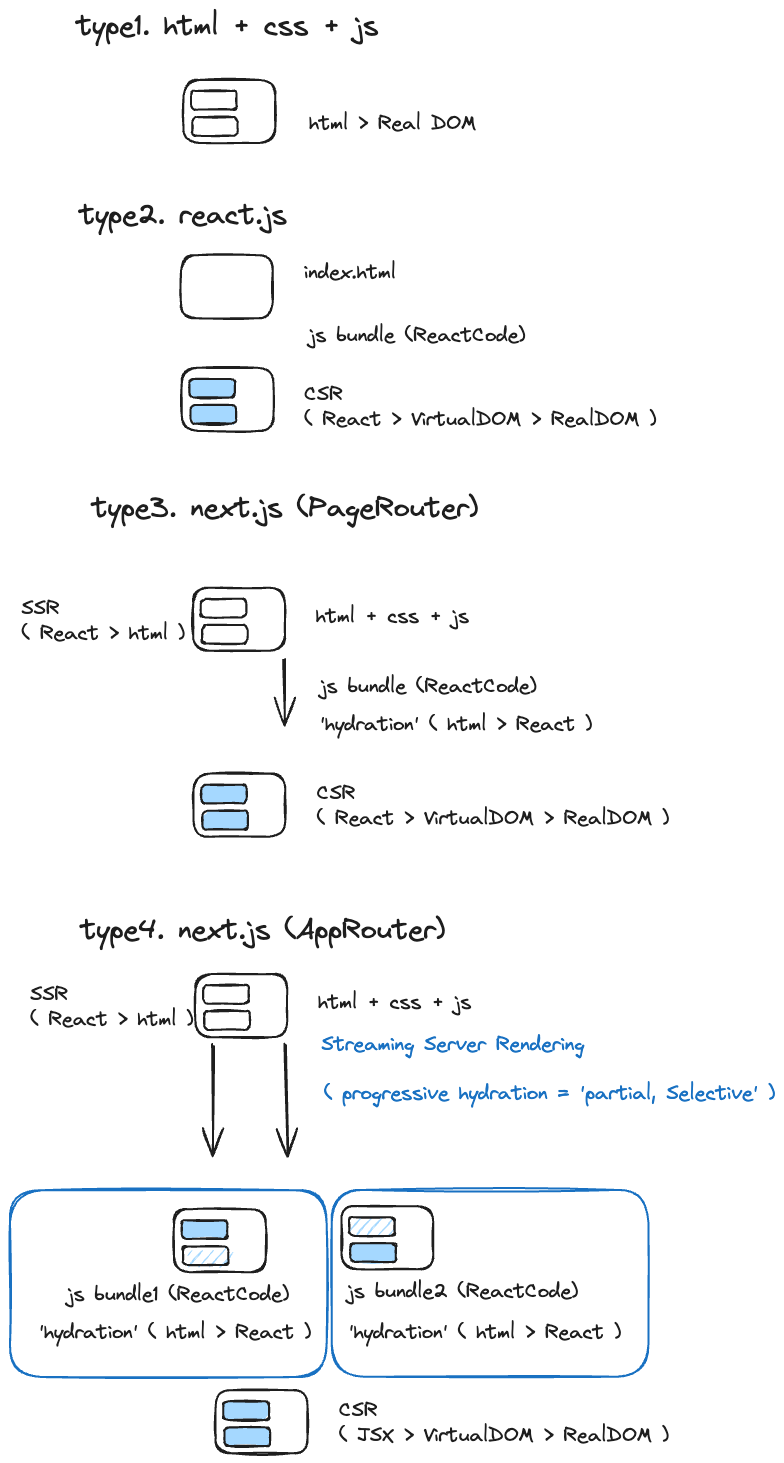 type1. html + css + js
html > Real DOM
type2. react.js
index.html
js bundle (ReactCode)
CSR
( React > VirtualDOM > RealDOM )
type3. next.js (PageRouter)
SSR
( React > html )
html + css + js
js bundle (ReactCode)
'hydration' ( html > React )
CSR
( React > VirtualDOM > RealDOM )
type4. next.js (AppRouter)
SSR
( React > html )
html + css + js
Streaming Server Rendering
( progressive hydration = 'partial, Selective' )
js bundle1 (ReactCode)
'hydration' ( html > React )
js bundle2 (ReactCode)
'hydration' ( html > React )
CSR
( JSX > VirtualDOM > RealDOM )